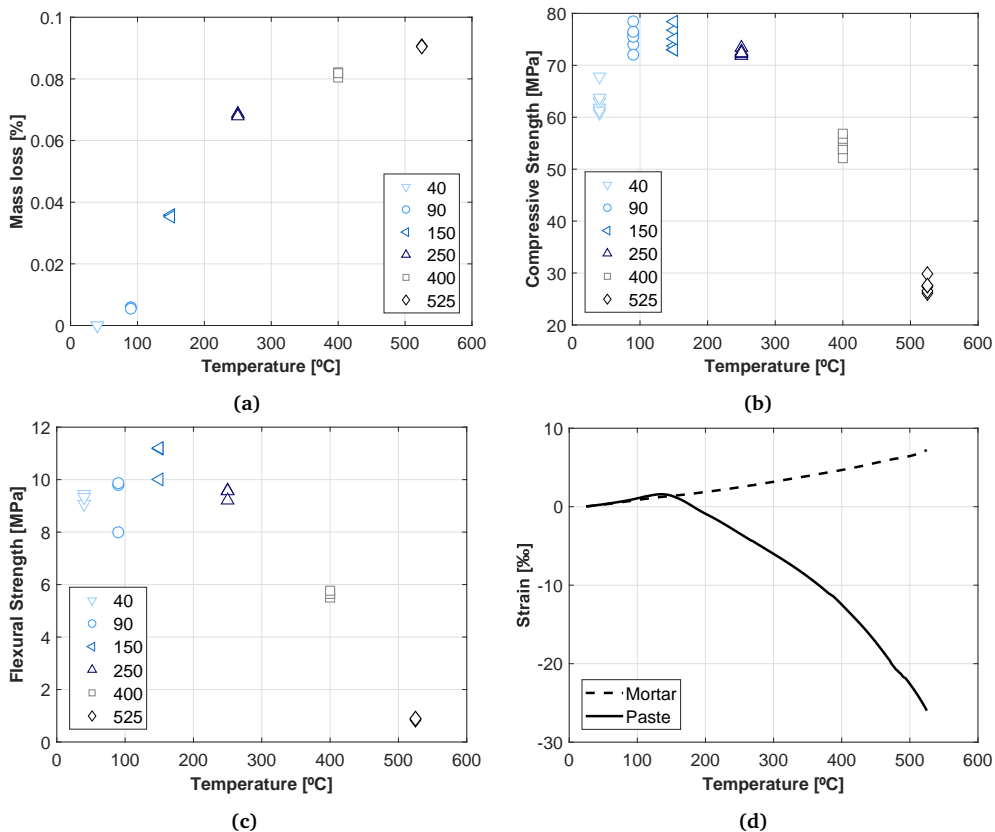 0.1
0.08
0.06
0.04
0.02
0
Mass loss [%]
40
90
150
250
400
525
0 100 200 300 400 500 600
Temperature [ºC]
(a)
80
70
60
50
40
30
20
Compressive Strength [MPa]
40
90
150
250
400
525
0 100 200 300 400 500 600
Temperature [ºC]
(b)
12
10
8
6
4
2
0
Flexural Strength [MPa]
40
90
150
250
400
525
0 100 200 300 400 500 600
Temperature [ºC]
(c)
10
0
-10
-20
-30
Strain [‰]
Mortar
Paste
0 100 200 300 400 500 600
Temperature [ºC]
(d)